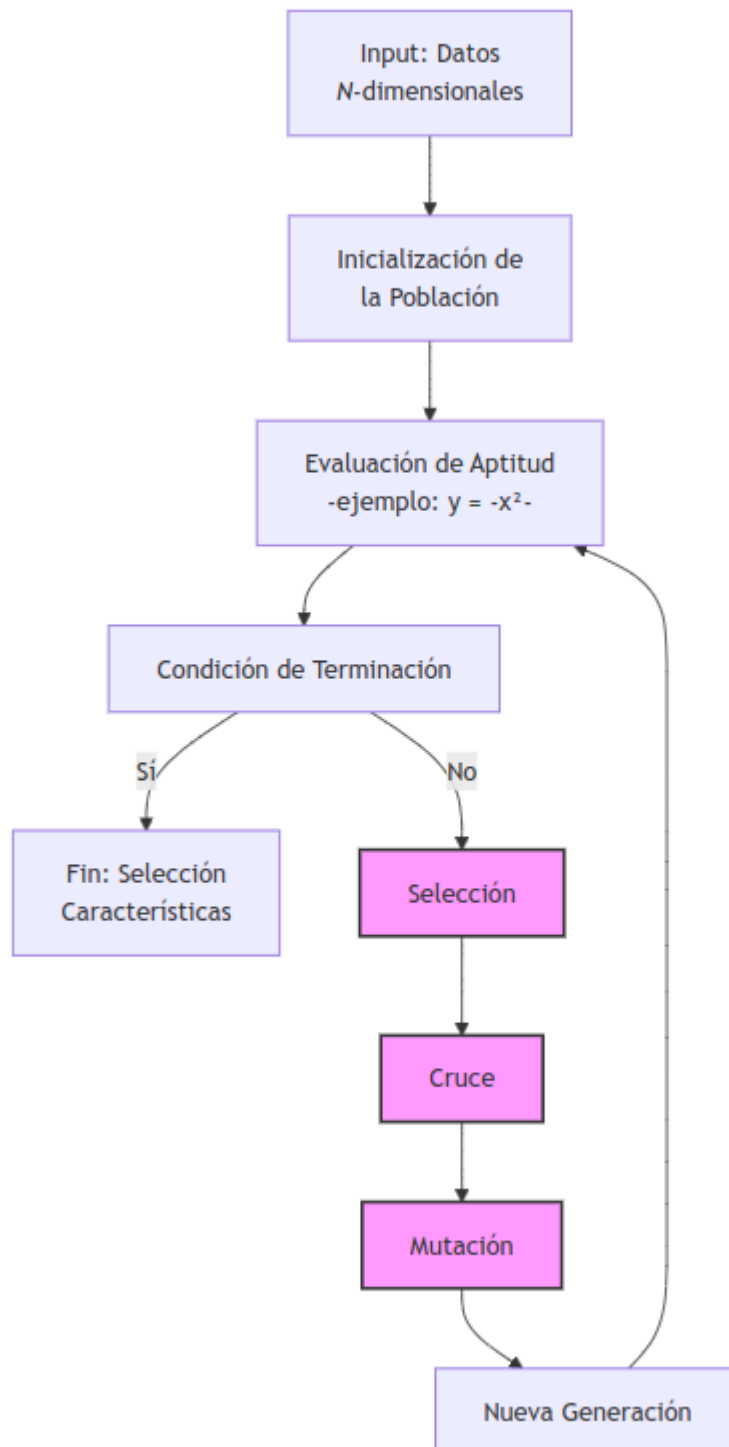 Input: Datos
N-dimensionales
Inicialización de
la Población
Evaluación de Aptitud
-ejemplo: y = -x²-
Condición de Terminación
Sí
No
Fin: Selección
Características
Selección
Cruce
Mutación
Nueva Generación